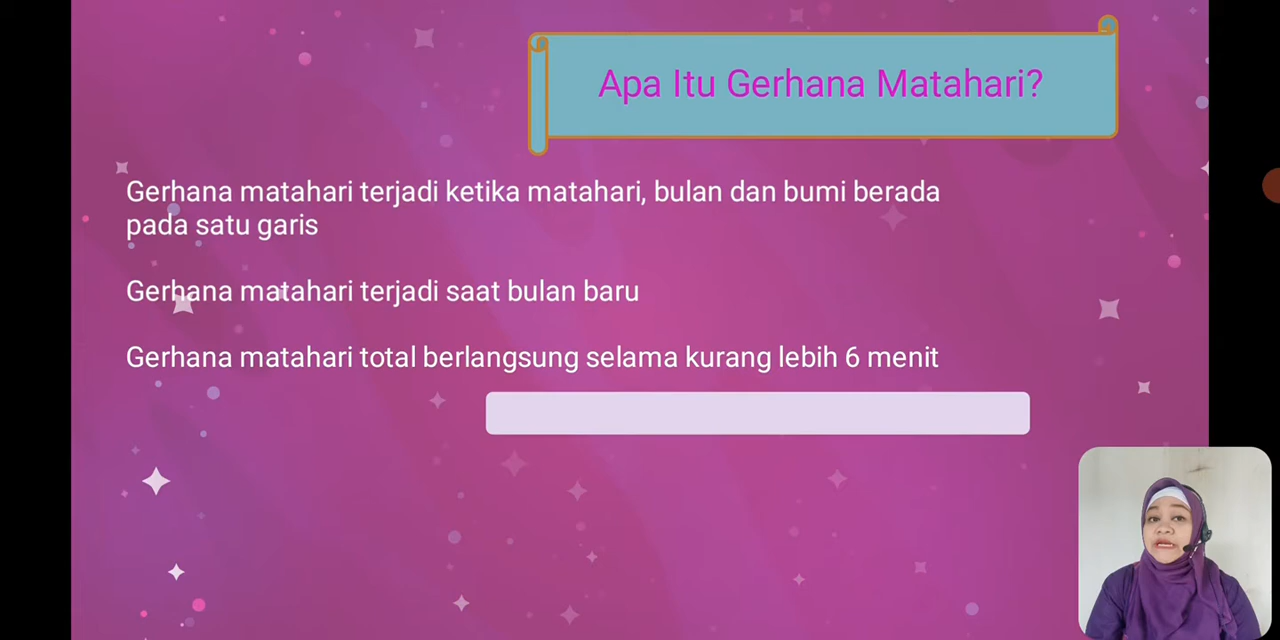 Apa Itu Gerhana Matahari?
Gerhana matahari terjadi ketika matahari, bulan dan bumi berada
pada satu garis
Gerhana matahari terjadi saat bulan baru
Gerhana matahari total berlangsung selama kurang lebih 6 menit